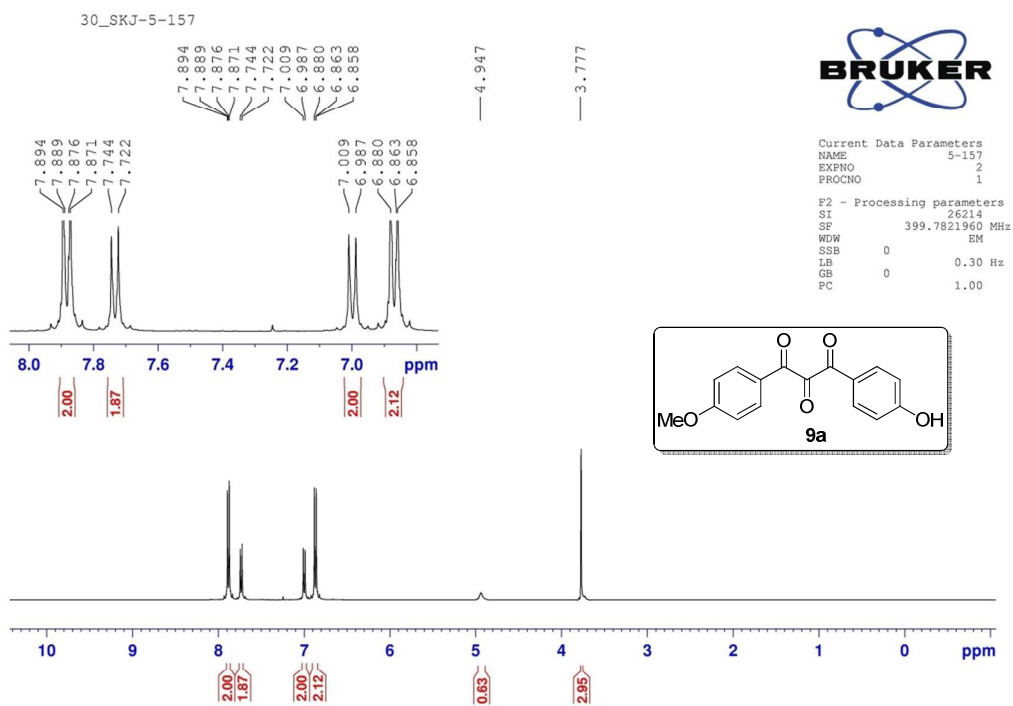 30_SKJ-5-157
7.894
7.889
7.876
7.871
7.744
7.722
7.009
6.987
6.880
6.863
6.858
4.947
3.777
BRUKER
7.894
7.889
7.876
7.871
7.744
7.722
7.009
6.987
6.880
6.863
6.858
Current Data Parameters
NAME 5-157
EXPNO 2
PROCNO 1
F2 - Processing parameters
SI 26214
SF 399.7821960 MHz
WDW EM
SSB 0
LB 0.30 Hz
GB 0
PC 1.00
8.0 7.8 7.6 7.4 7.2 7.0 ppm
2.00 1.87 2.00 2.12
O O
O
MeO OH
9a
10 9 8 7 6 5 4 3 2 1 0 ppm
2.00 1.87 2.00 2.12 0.63 2.95